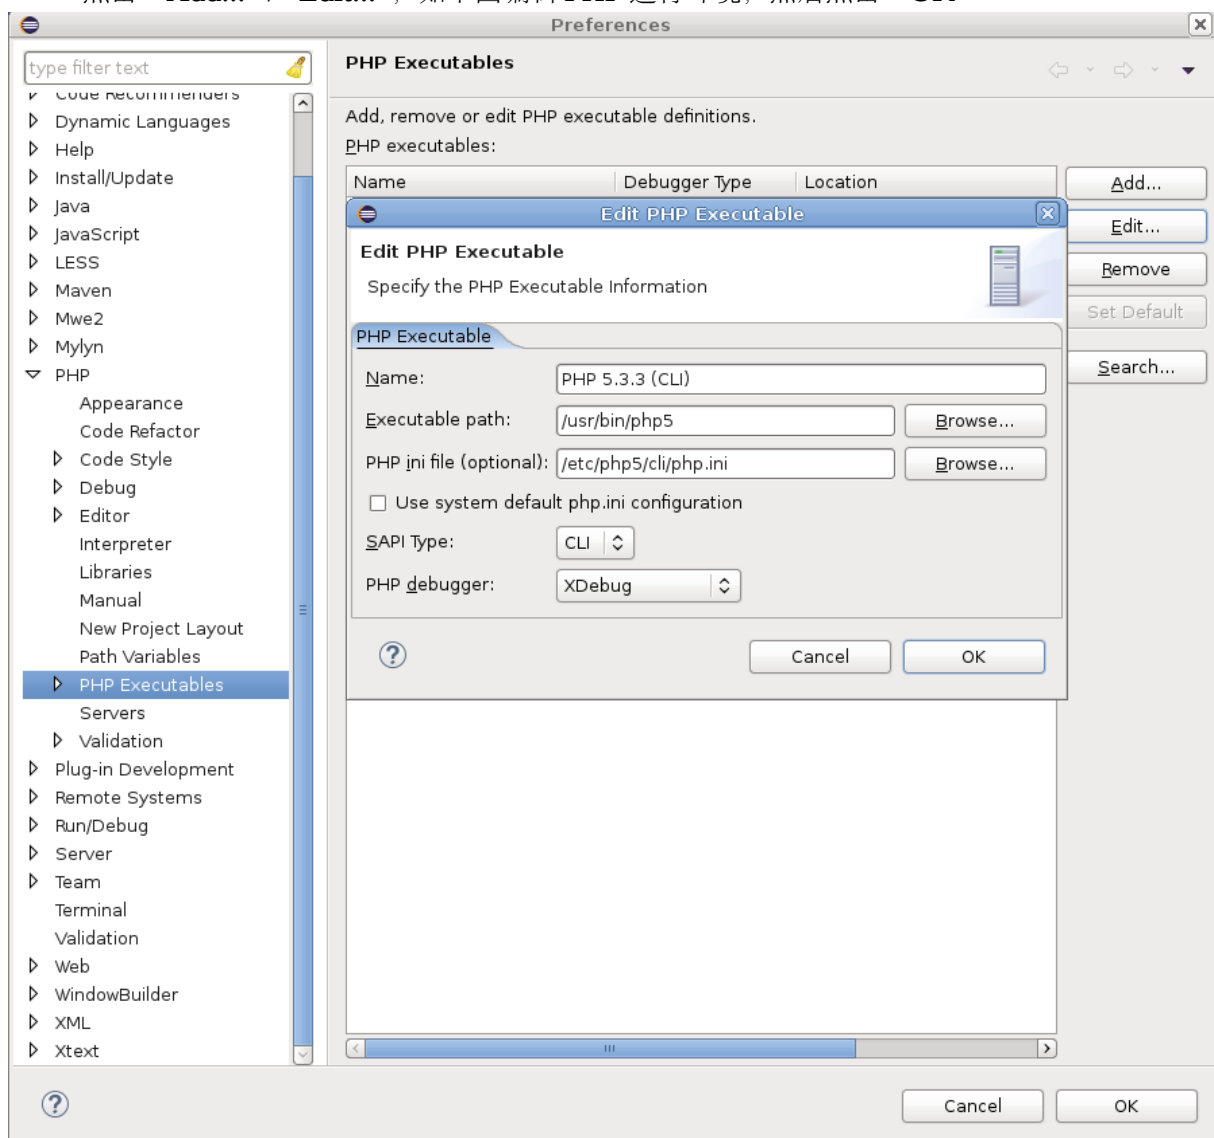 Preferences
type filter text
PHP Executables
Dynamic Languages
Help
Install/Update
Java
JavaScript
LESS
Maven
Mwe2
Mylyn
PHP
Appearance
Code Refactor
Code Style
Debug
Editor
Interpreter
Libraries
Manual
New Project Layout
Path Variables
PHP Executables
Servers
Validation
Plug-in Development
Remote Systems
Run/Debug
Server
Team
Terminal
Validation
Web
WindowBuilder
XML
Xtext
Add, remove or edit PHP executable definitions.
PHP executables:
Name Debugger Type Location
Add...
Edit...
Remove
Set Default
Search...
Edit PHP Executable
Edit PHP Executable
Specify the PHP Executable Information
PHP Executable
Name: PHP 5.3.3 (CLI)
Executable path: /usr/bin/php5 Browse...
PHP ini file (optional): /etc/php5/cli/php.ini Browse...
Use system default php.ini configuration
SAPI Type: CLI
PHP debugger: XDebug
Cancel OK
Cancel OK